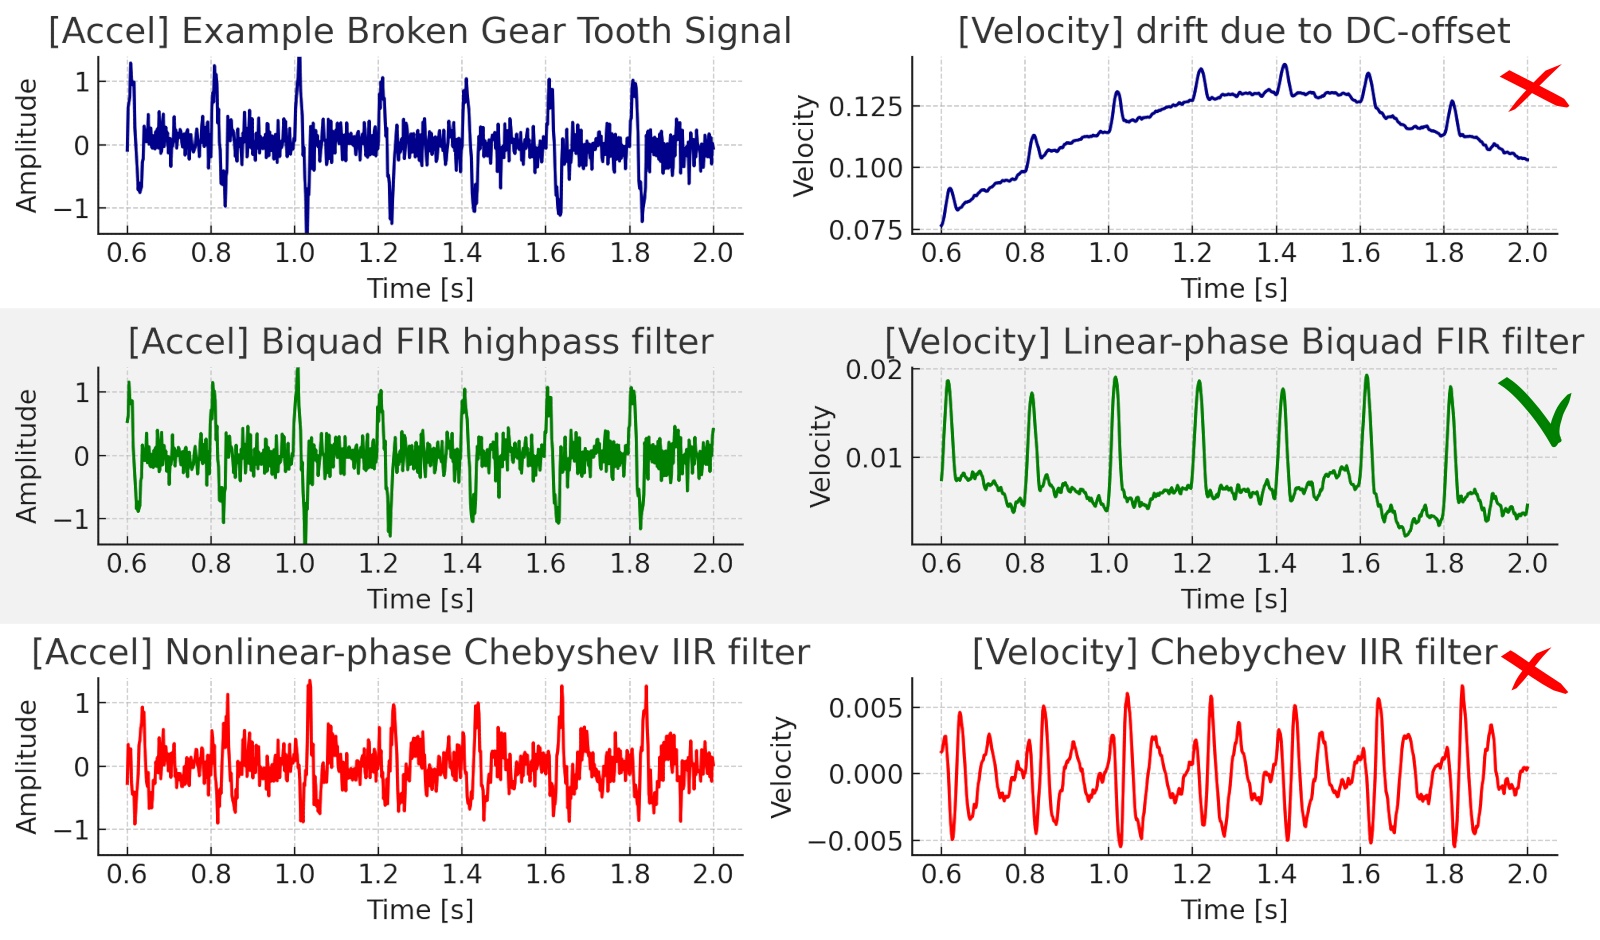 [Accel] Example Broken Gear Tooth Signal
Amplitude
1
0
−1
0.6 0.8 1.0 1.2 1.4 1.6 1.8 2.0
Time [s]
[Velocity] drift due to DC-offset
Velocity
0.125
0.100
0.075
0.6 0.8 1.0 1.2 1.4 1.6 1.8 2.0
Time [s]
[Accel] Biquad FIR highpass filter
Amplitude
1
0
−1
0.6 0.8 1.0 1.2 1.4 1.6 1.8 2.0
Time [s]
[Velocity] Linear-phase Biquad FIR filter
Velocity
0.02
0.01
0.6 0.8 1.0 1.2 1.4 1.6 1.8 2.0
Time [s]
[Accel] Nonlinear-phase Chebyshev IIR filter
Amplitude
1
0
−1
0.6 0.8 1.0 1.2 1.4 1.6 1.8 2.0
Time [s]
[Velocity] Chebychev IIR filter
Velocity
0.005
0.000
−0.005
0.6 0.8 1.0 1.2 1.4 1.6 1.8 2.0
Time [s]